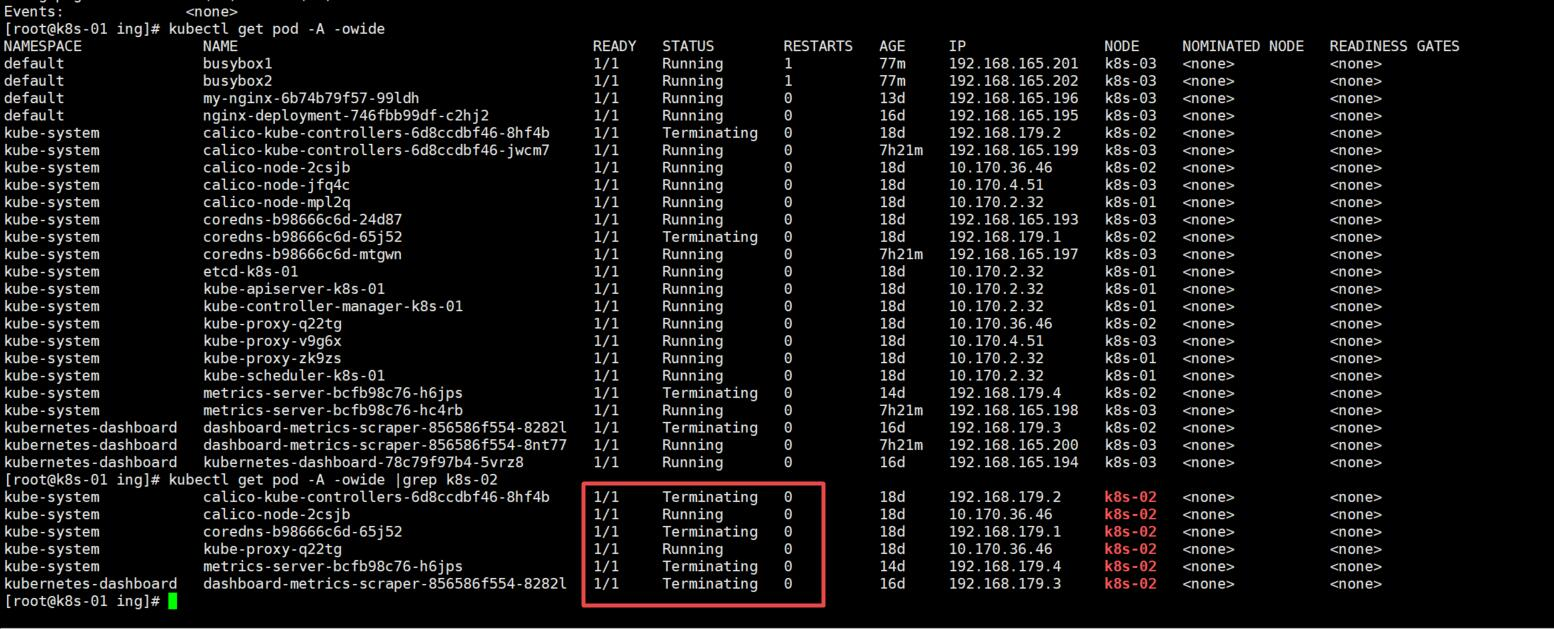 Events: <none>
[root@k8s-01 ing]# kubectl get pod -A -owide
NAMESPACE NAME READY STATUS RESTARTS AGE IP NODE NOMINATED NODE READINESS GATES
default busybox1 1/1 Running 1 77m 192.168.165.201 k8s-03 <none> <none>
default busybox2 1/1 Running 1 77m 192.168.165.202 k8s-03 <none> <none>
default my-nginx-6b74b79f57-99ldh 1/1 Running 0 13d 192.168.165.196 k8s-03 <none> <none>
default nginx-deployment-746fbb99df-c2hj2 1/1 Running 0 16d 192.168.165.195 k8s-03 <none> <none>
kube-system calico-kube-controllers-6d8ccdbf46-8hf4b 1/1 Terminating 0 18d 192.168.179.2 k8s-02 <none> <none>
kube-system calico-kube-controllers-6d8ccdbf46-jwcm7 1/1 Running 0 7h21m 192.168.165.199 k8s-03 <none> <none>
kube-system calico-node-2csjb 1/1 Running 0 18d 10.170.36.46 k8s-02 <none> <none>
kube-system calico-node-jfq4c 1/1 Running 0 18d 10.170.4.51 k8s-03 <none> <none>
kube-system calico-node-mpl2q 1/1 Running 0 18d 10.170.2.32 k8s-01 <none> <none>
kube-system coredns-b98666c6d-24d87 1/1 Running 0 18d 192.168.165.193 k8s-03 <none> <none>
kube-system coredns-b98666c6d-65j52 1/1 Terminating 0 18d 192.168.179.1 k8s-02 <none> <none>
kube-system coredns-b98666c6d-mtgwn 1/1 Running 0 7h21m 192.168.165.197 k8s-03 <none> <none>
kube-system etcd-k8s-01 1/1 Running 0 18d 10.170.2.32 k8s-01 <none> <none>
kube-system kube-apiserver-k8s-01 1/1 Running 0 18d 10.170.2.32 k8s-01 <none> <none>
kube-system kube-controller-manager-k8s-01 1/1 Running 0 18d 10.170.2.32 k8s-01 <none> <none>
kube-system kube-proxy-q22tg 1/1 Running 0 18d 10.170.36.46 k8s-02 <none> <none>
kube-system kube-proxy-v9g6x 1/1 Running 0 18d 10.170.4.51 k8s-03 <none> <none>
kube-system kube-proxy-zk9zs 1/1 Running 0 18d 10.170.2.32 k8s-01 <none> <none>
kube-system kube-scheduler-k8s-01 1/1 Running 0 18d 10.170.2.32 k8s-01 <none> <none>
kube-system metrics-server-bcfb98c76-h6jps 1/1 Terminating 0 14d 192.168.179.4 k8s-02 <none> <none>
kube-system metrics-server-bcfb98c76-hc4rb 1/1 Running 0 7h21m 192.168.165.198 k8s-03 <none> <none>
kubernetes-dashboard dashboard-metrics-scraper-856586f554-8282l 1/1 Terminating 0 16d 192.168.179.3 k8s-02 <none> <none>
kubernetes-dashboard dashboard-metrics-scraper-856586f554-8nt77 1/1 Running 0 7h21m 192.168.165.200 k8s-03 <none> <none>
kubernetes-dashboard kubernetes-dashboard-78c79f97b4-5vrz8 1/1 Running 0 16d 192.168.165.194 k8s-03 <none> <none>
[root@k8s-01 ing]# kubectl get pod -A -owide |grep k8s-02
kube-system calico-kube-controllers-6d8ccdbf46-8hf4b 1/1 Terminating 0 18d 192.168.179.2 k8s-02 <none> <none>
kube-system calico-node-2csjb 1/1 Running 0 18d 10.170.36.46 k8s-02 <none> <none>
kube-system coredns-b98666c6d-65j52 1/1 Terminating 0 18d 192.168.179.1 k8s-02 <none> <none>
kube-system kube-proxy-q22tg 1/1 Running 0 18d 10.170.36.46 k8s-02 <none> <none>
kube-system metrics-server-bcfb98c76-h6jps 1/1 Terminating 0 14d 192.168.179.4 k8s-02 <none> <none>
kubernetes-dashboard dashboard-metrics-scraper-856586f554-8282l 1/1 Terminating 0 16d 192.168.179.3 k8s-02 <none> <none>
[root@k8s-01 ing]#